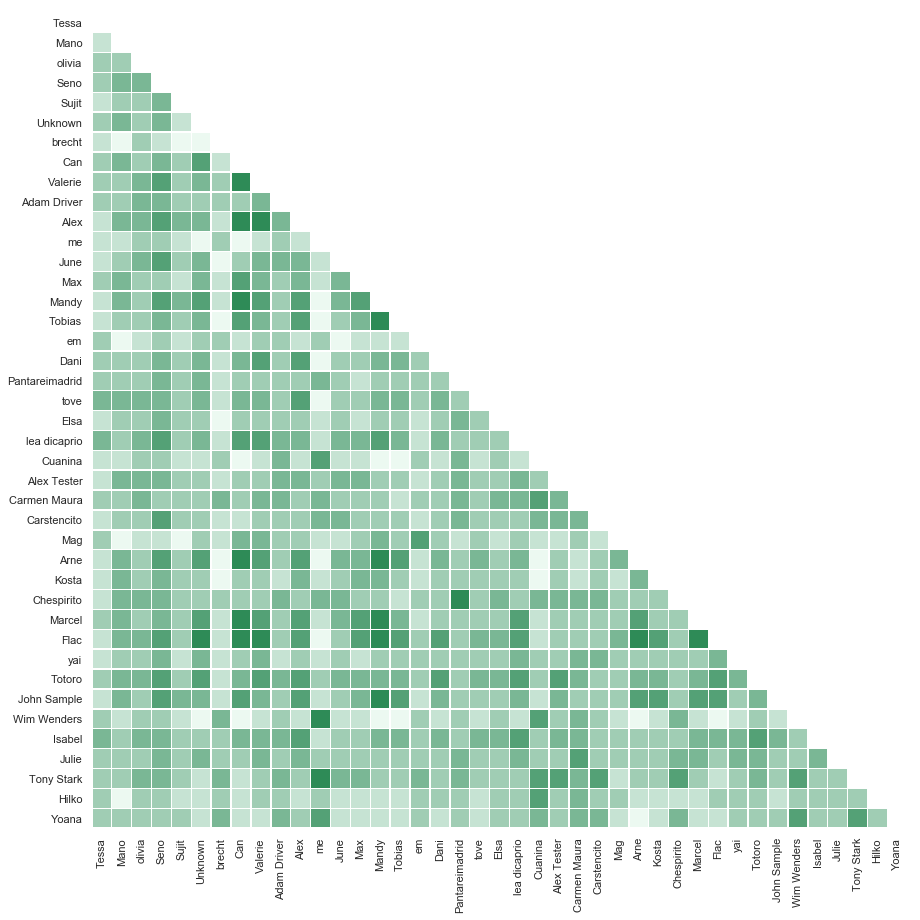 Tessa
Mano
olivia
Seno
Sujit
Unknown
brecht
Can
Valerie
Adam Driver
Alex
me
June
Max
Mandy
Tobias
em
Dani
Pantareimadrid
tove
Elsa
lea dicaprio
Cuanina
Alex Tester
Carmen Maura
Carstencito
Mag
Arne
Kosta
Chespirito
Marcel
Flac
yai
Totoro
John Sample
Wim Wenders
Isabel
Julie
Tony Stark
Hilko
Yoana
Tessa
Mano
olivia
Seno
Sujit
Unknown
brecht
Can
Valerie
Adam Driver
Alex
me
June
Max
Mandy
Tobias
em
Dani
Pantareimadrid
tove
Elsa
lea dicaprio
Cuanina
Alex Tester
Carmen Maura
Carstencito
Mag
Arne
Kosta
Chespirito
Marcel
Flac
yai
Totoro
John Sample
Wim Wenders
Isabel
Julie
Tony Stark
Hilko
Yoana